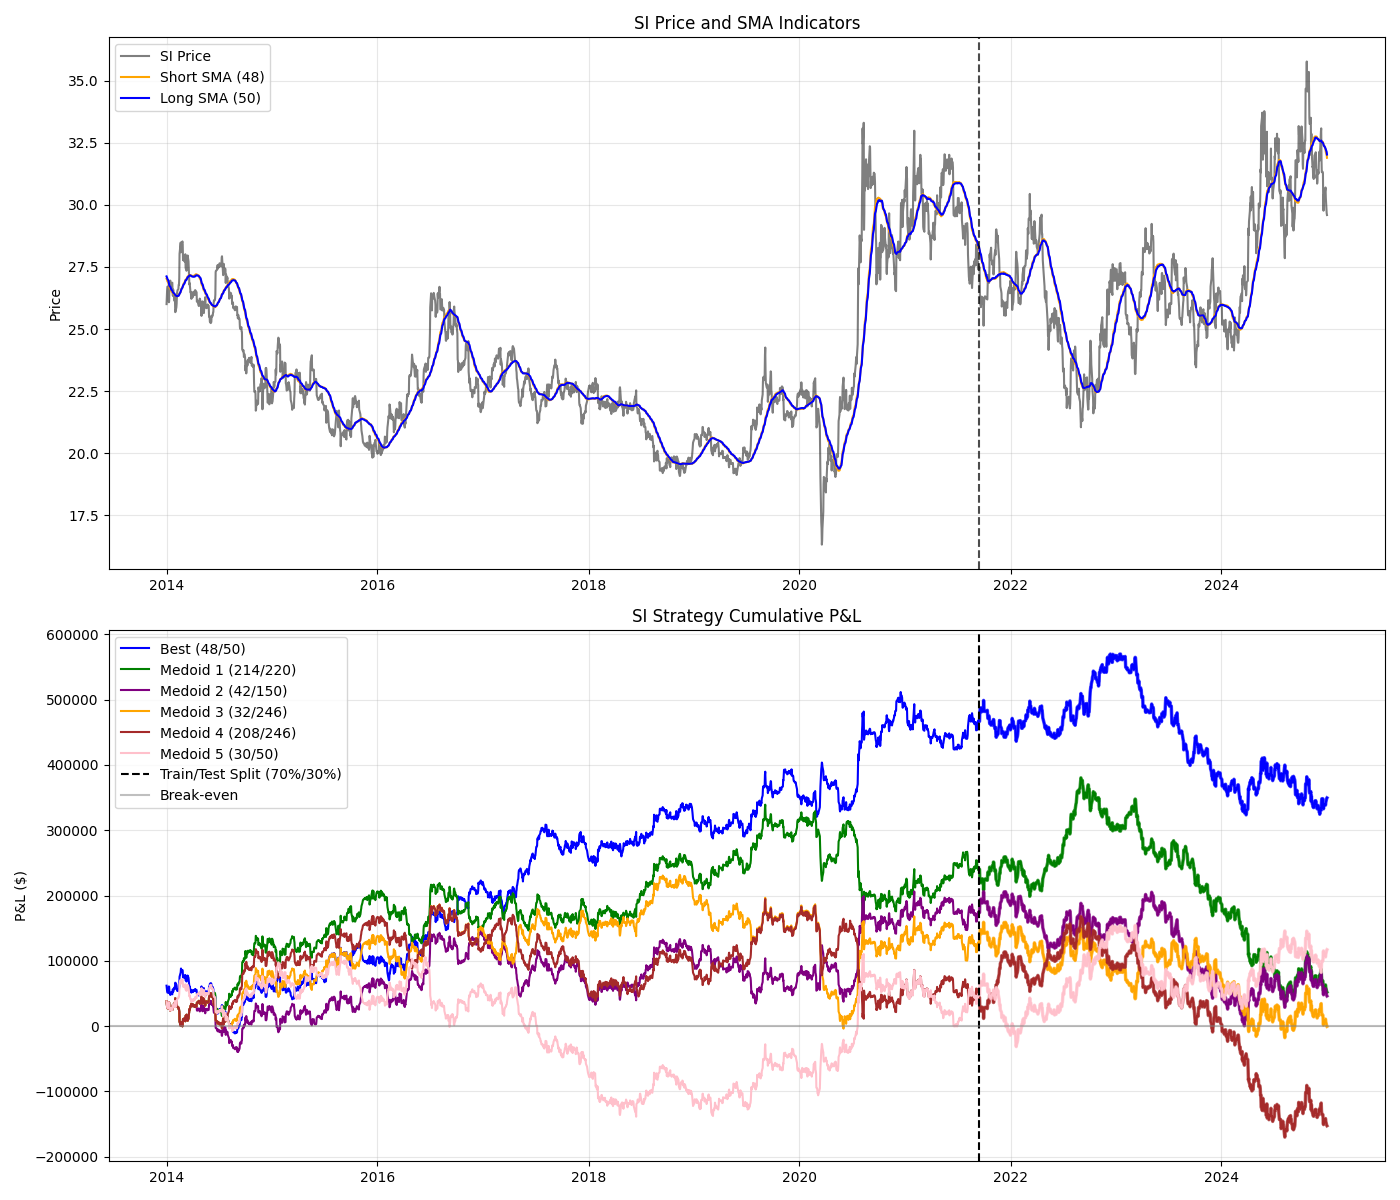 SI Price and SMA Indicators
SI Price
Short SMA (48)
Long SMA (50)
Price
35.0
32.5
30.0
27.5
25.0
22.5
20.0
17.5
2014
2016
2018
2020
2022
2024
SI Strategy Cumulative P&L
Best (48/50)
Medoid 1 (214/220)
Medoid 2 (42/150)
Medoid 3 (32/246)
Medoid 4 (208/246)
Medoid 5 (30/50)
Train/Test Split (70%/30%)
Break-even
P&L ($)
600000
500000
400000
300000
200000
100000
0
−100000
−200000
2014
2016
2018
2020
2022
2024